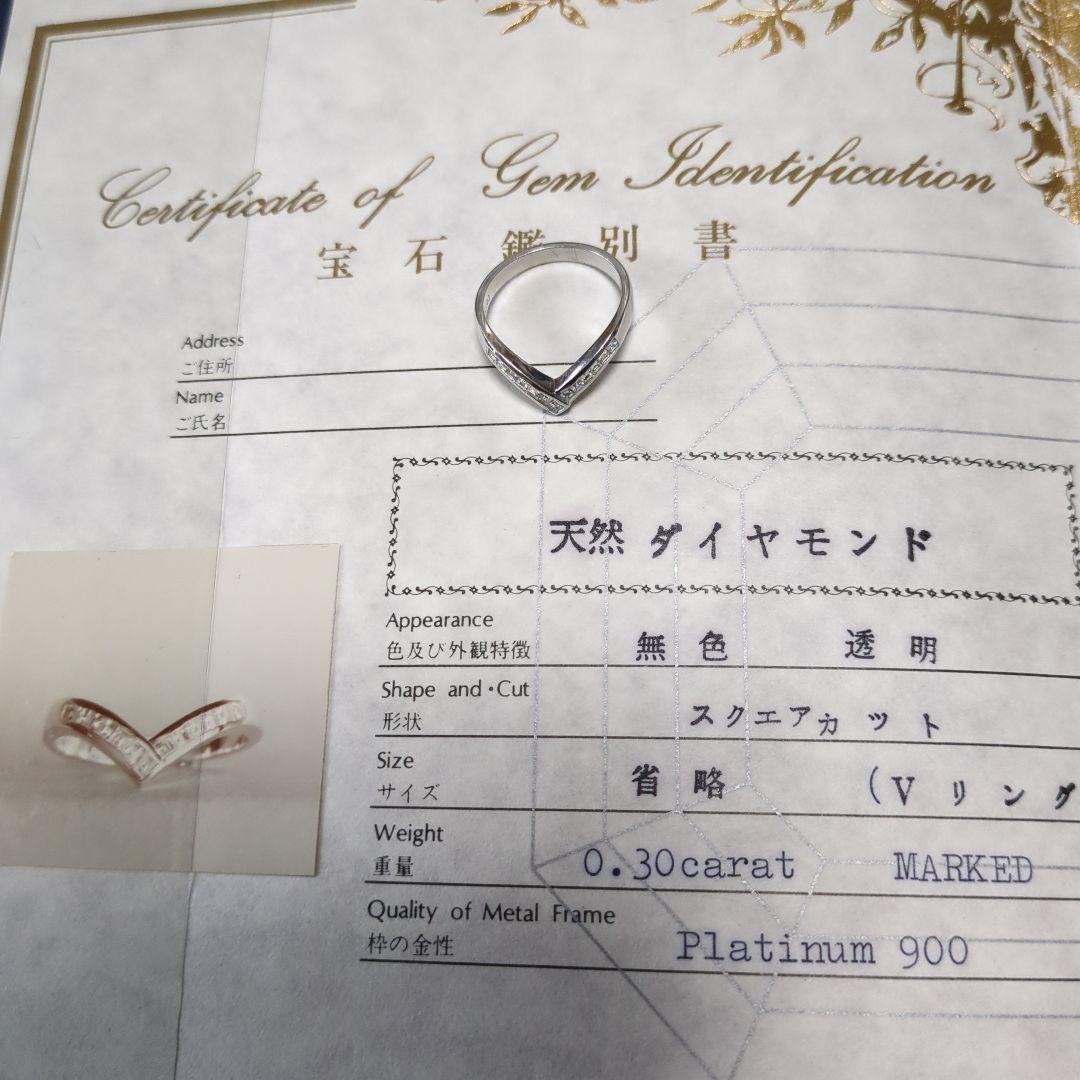 Certificate of Gem Identification
宝石鑑別書
Address
ご住所
Name
ご氏名
天然ダイヤモンド
Appearance
色及び外観特徴 無色 透明
Shape and・Cut
形状 スクエアカット
Size
サイズ 省略 (Vリング
Weight
重量 0.30carat MARKED
Quality of Metal Frame
枠の金性 Platinum 900